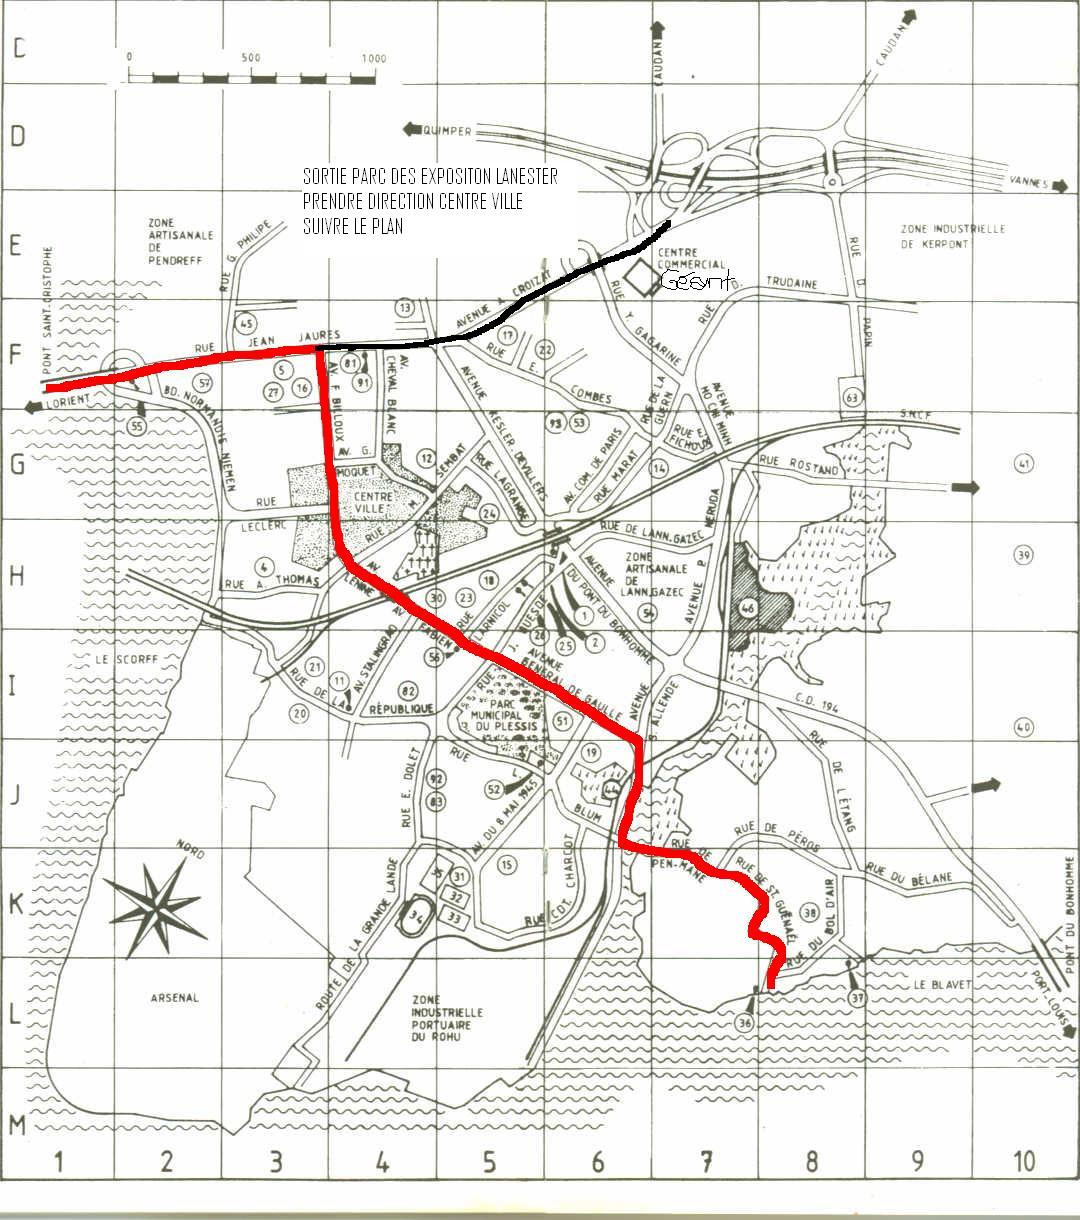 D
0 500 1000
CAUDAN
CAUDAN
D
QUIMPER
VANNES
SORTIE PARC DES EXPOSITON LANESTER
PRENDRE DIRECTION CENTRE VILLE
SUIVRE LE PLAN
E
ZONE
ARTISANALE
DE
PENDREFF
RUE G. PHILIPE
PONT SAINT-CHRISTOPHE
CENTRE
COMMERCIAL
Géant
ZONE INDUSTRIELLE
DE KERPONT
RUE D. PAPIN
TRUDAINE
RUE D.
RUE Y. GAGARINE
AVENUE A. CROIZAT
13
45
F
RUE JEAN JAURES
17
22
RUE E. COMBES
5
27
16
57
81
91
AV. CHEVAL BLANC
AV. F. BILLOUX
LORIENT
55
BD. NORMANDIE NIEMEN
AVENUE KESLER-DEVILLERS
RUE DE LA GUERN
AVENUE HO CHI MINH
63
S.N.C.F
93
53
G
AV. G. MOQUET
12
SEMBAT
RUE LAGRANGE
AV. COM. DE PARIS
RUE MARAT
RUE E. FICHOUX
14
RUE ROSTAND
41
CENTRE
VILLE
RUE M.
24
RUE
LECLERC
RUE DE LANN.GAZEC
AVENUE P. NERUDA
39
H
4
RUE A. THOMAS
AV. LENINE
30
23
18
ZONE
ARTISANALE
DE
LANN.GAZEC
54
46
AVENUE DU PONT DU BONHOMME
1
2
25
26
AV. FABIEN
RUE LARNICOL
56
RUE J. DUCLOS
LE SCORFF
21
11
20
AV. STALINGRAD
RUE DE LA RÉPUBLIQUE
82
I
AVENUE
GENERAL DE GAULLE
PARC
MUNICIPAL
DU PLESSIS
51
AVENUE S. ALLENDE
C.D. 194
40
J
RUE E. DOLET
92
83
RUE L. BLUM
52
19
44
AV. DU 8 MAI 1945
RUE DE L'ÉTANG
RUE DE PÉROS
RUE DE PEN-MANE
RUE DE ST. GUÉNAËL
RUE DU BÉLANE
NORD
K
15
35
31
32
33
34
RUE CDT. CHARCOT
38
RUE DU BOL D'AIR
PONT DU BONHOMME
ROUTE DE LA GRANDE LANDE
ARSENAL
ZONE
INDUSTRIELLE
PORTUAIRE
DU ROHU
L
36
37
LE BLAVET
PORT-LOUIS
M
1 2 3 4 5 6 7 8 9 10